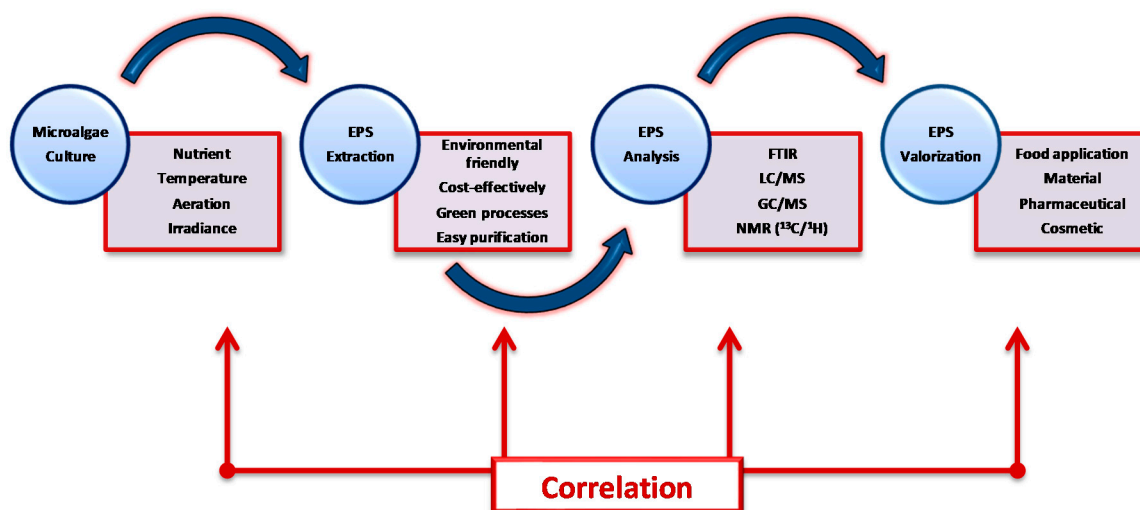 Microalgae
Culture
Nutrient
Temperature
Aeration
Irradiance
EPS
Extraction
Environmental
friendly
Cost-effectively
Green processes
Easy purification
EPS
Analysis
FTIR
LC/MS
GC/MS
NMR (¹³C/¹H)
EPS
Valorization
Food application
Material
Pharmaceutical
Cosmetic
Correlation